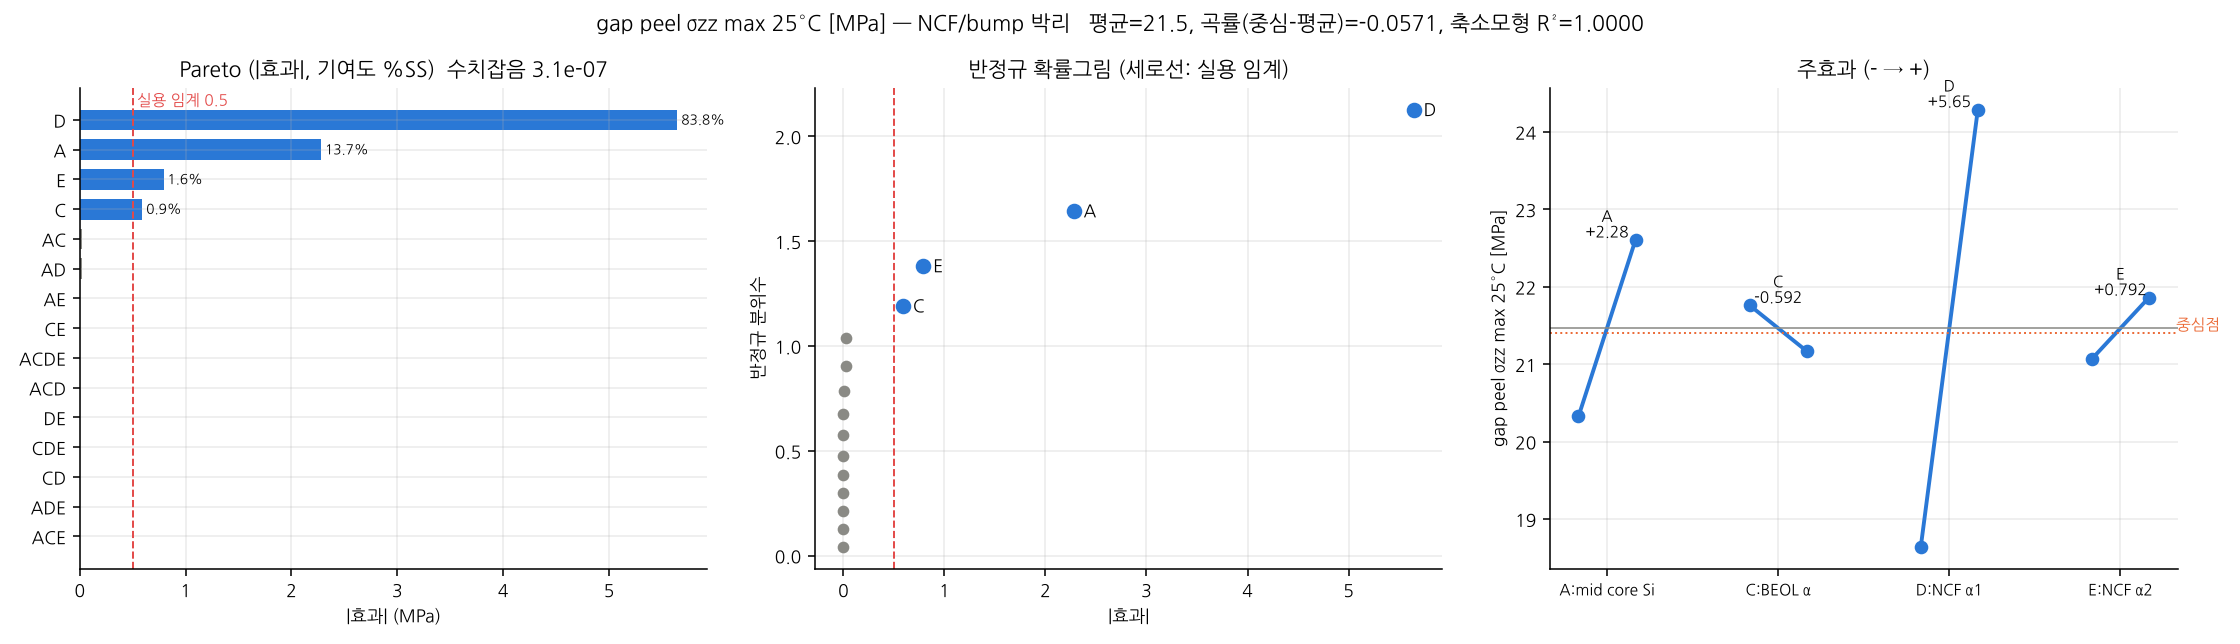 gap peel σzz max 25°C [MPa] — NCF/bump 박리   평균=21.5, 곡률(중심-평균)=-0.0571, 축소모형 R²=1.0000
Pareto (|효과|, 기여도 %SS)  수치잡음 3.1e-07
실용 임계 0.5
D
83.8%
A
13.7%
E
1.6%
C
0.9%
AC
AD
AE
CE
ACDE
ACD
DE
CDE
CD
ADE
ACE
0 1 2 3 4 5
|효과| (MPa)
반정규 확률그림 (세로선: 실용 임계)
반정규 분위수
2.0
1.5
1.0
0.5
0.0
D
A
E
C
0 1 2 3 4 5
|효과|
주효과 (- → +)
gap peel σzz max 25°C [MPa]
24
23
22
21
20
19
A
+2.28
C
-0.592
D
+5.65
E
+0.792
중심점
A:mid core Si
C:BEOL α
D:NCF α1
E:NCF α2